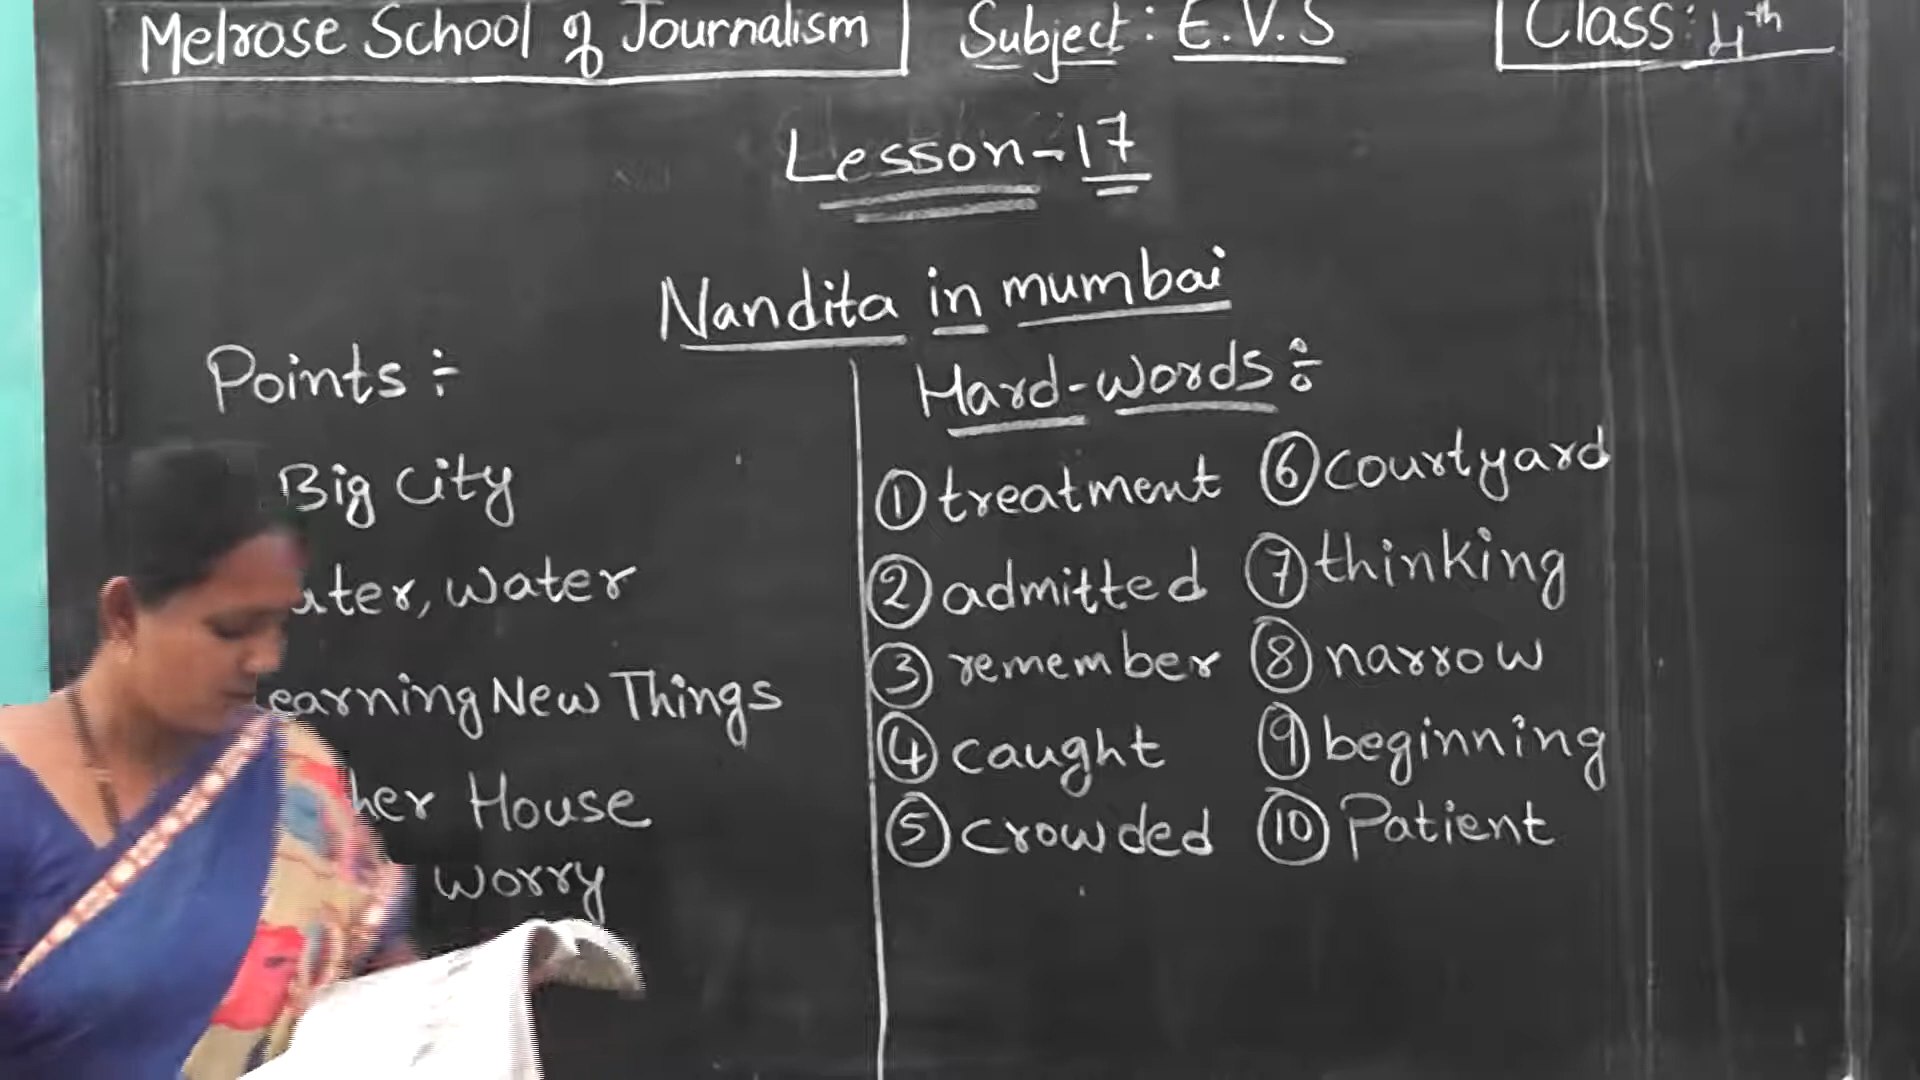 Melrose School of Journalism Subject: E.V.S Class: 4th
Lesson-17
Nandita in mumbai
Points ÷
Big City
ater, water
earning New Things
her House
worry
Hard-words ÷
① treatment ⑥ courtyard
② admitted ⑦ thinking
③ remember ⑧ narrow
④ caught ⑨ beginning
⑤ crowded ⑩ Patient